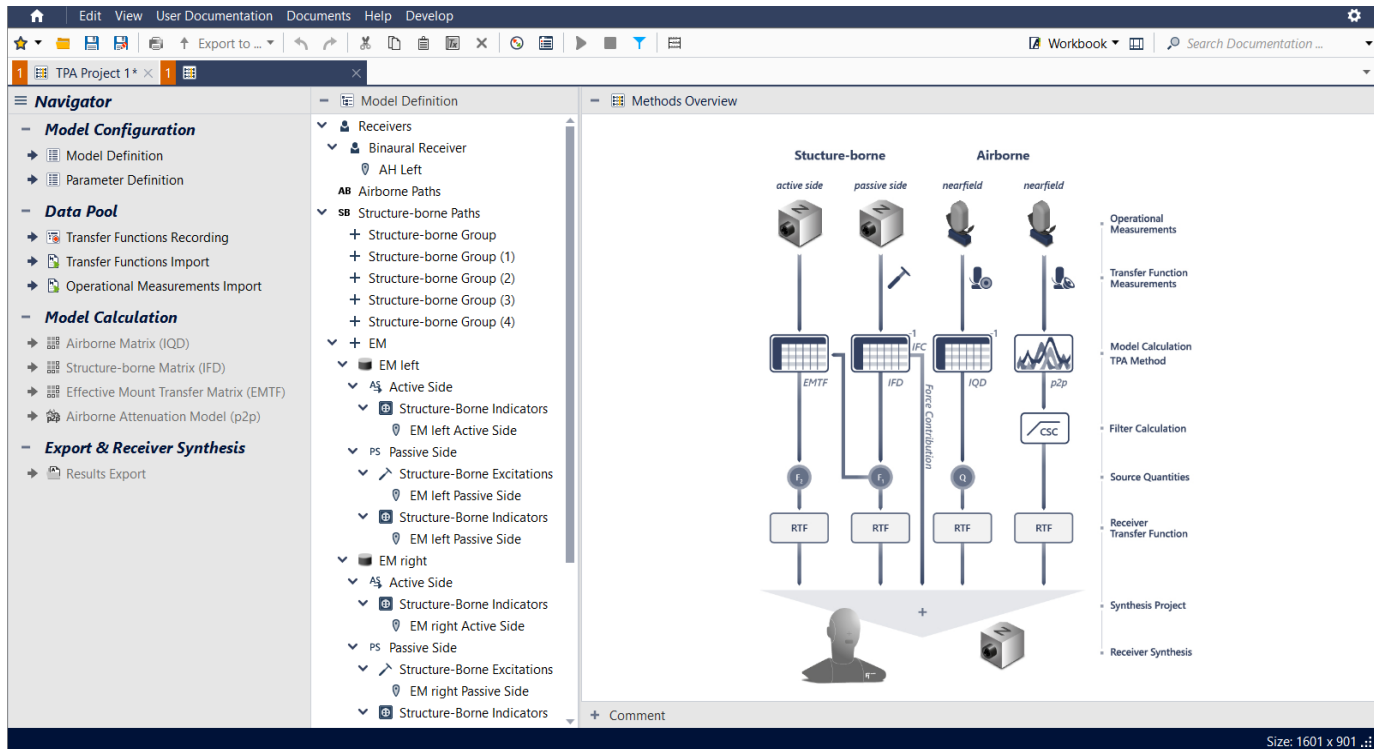 Edit View User Documentation Documents Help Develop
Export to ... Workbook Search Documentation ...
1 TPA Project 1* 1
Navigator
Model Configuration
Model Definition
Parameter Definition
Data Pool
Transfer Functions Recording
Transfer Functions Import
Operational Measurements Import
Model Calculation
Airborne Matrix (IQD)
Structure-borne Matrix (IFD)
Effective Mount Transfer Matrix (EMTF)
Airborne Attenuation Model (p2p)
Export & Receiver Synthesis
Results Export
Model Definition
Receivers
Binaural Receiver
AH Left
AB Airborne Paths
SB Structure-borne Paths
Structure-borne Group
Structure-borne Group (1)
Structure-borne Group (2)
Structure-borne Group (3)
Structure-borne Group (4)
EM
EM left
AS Active Side
Structure-Borne Indicators
EM left Active Side
PS Passive Side
Structure-Borne Excitations
EM left Passive Side
Structure-Borne Indicators
EM left Passive Side
EM right
AS Active Side
Structure-Borne Indicators
EM right Active Side
PS Passive Side
Structure-Borne Excitations
EM right Passive Side
Structure-Borne Indicators
Methods Overview
Stucture-borne Airborne
active side passive side nearfield nearfield
N N
Operational
Measurements
Transfer Function
Measurements
-1 -1
IFC
Model Calculation
TPA Method
EMTF IFD IQD p2p
Force Contribution
CSC
Filter Calculation
Q
Source Quantities
RTF RTF RTF RTF
Receiver
Transfer Function
+
Synthesis Project
N
Receiver Synthesis
Comment
Size: 1601 x 901